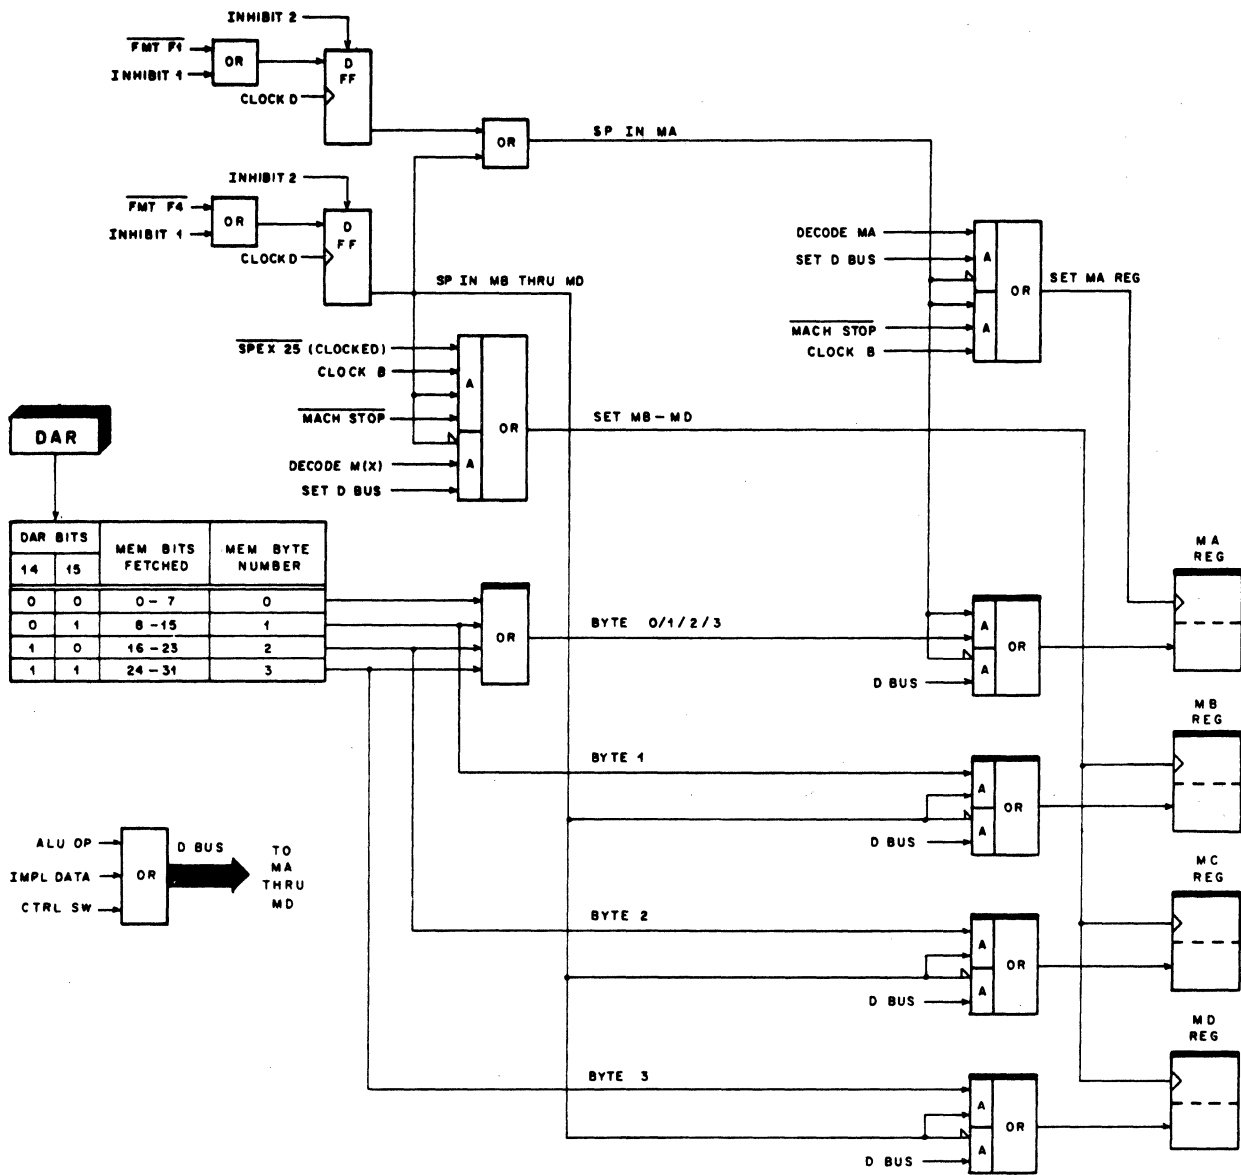 INHIBIT 2
FMT F1
INHIBIT 1
OR
D
FF
CLOCK D
OR
SP IN MA
INHIBIT 2
FMT F4
INHIBIT 1
OR
D
FF
CLOCK D
SP IN MB THRU MD
DECODE MA
SET D BUS
A
OR
SET MA REG
MACH STOP
CLOCK B
A
SPEX 25 (CLOCKED)
CLOCK B
A
MACH STOP
OR
SET MB-MD
DECODE M(X)
A
SET D BUS
DAR
DAR BITS
MEM BITS FETCHED
MEM BYTE NUMBER
14 15
0 0 0-7 0
0 1 8-15 1
1 0 16-23 2
1 1 24-31 3
OR
BYTE 0/1/2/3
A
OR
A
D BUS
MA
REG
BYTE 1
A
OR
A
D BUS
MB
REG
ALU OP
IMPL DATA
CTRL SW
OR
D BUS
TO
MA
THRU
MD
BYTE 2
A
OR
A
D BUS
MC
REG
BYTE 3
A
OR
A
D BUS
MD
REG